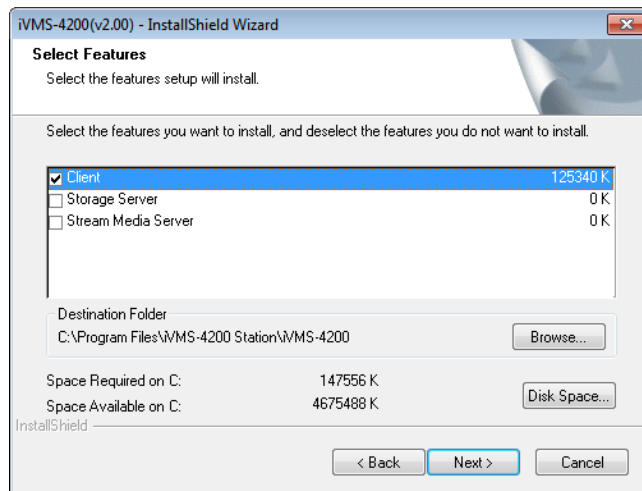 iVMS-4200(v2.00) - InstallShield Wizard
Select Features
Select the features setup will install.
Select the features you want to install, and deselect the features you do not want to install.
Client 125340 K
Storage Server 0 K
Stream Media Server 0 K
Destination Folder
C:\Program Files\iVMS-4200 Station\iVMS-4200
Browse...
Space Required on C: 147556 K
Space Available on C: 4675488 K
Disk Space...
InstallShield
< Back Next > Cancel